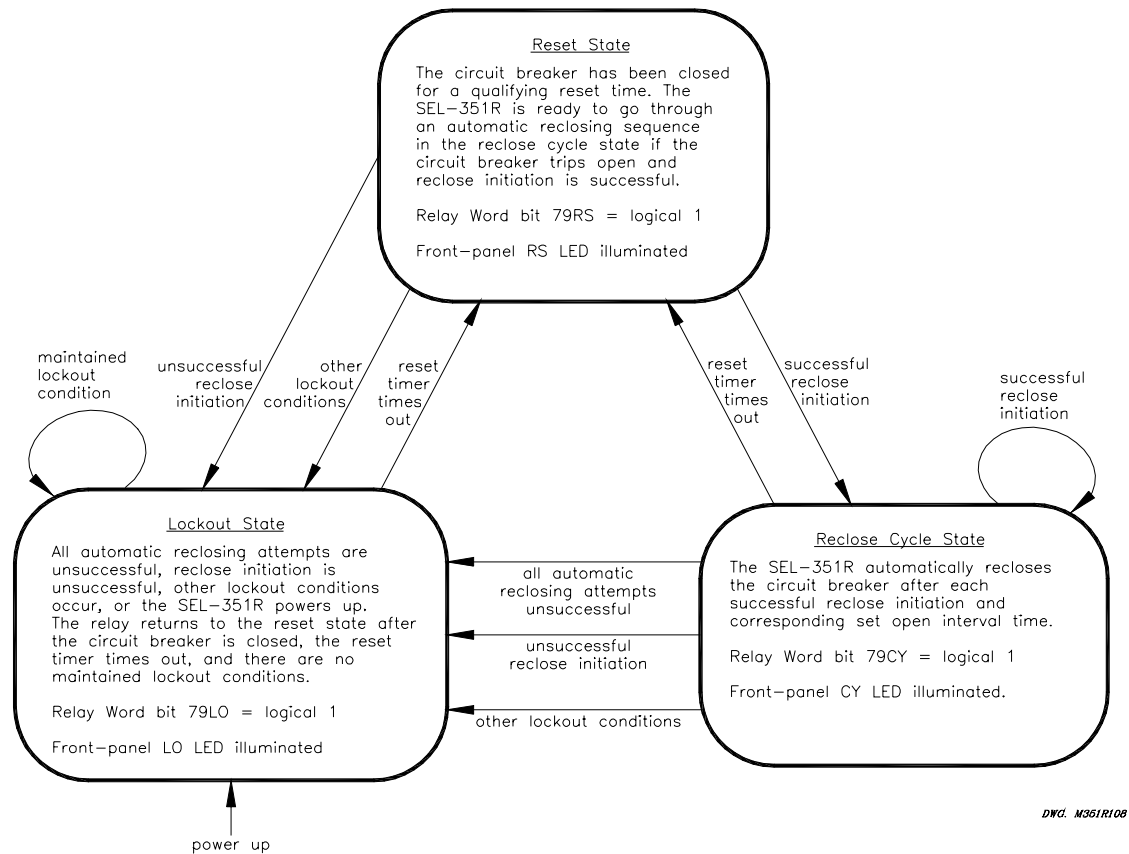 Reset State
The circuit breaker has been closed
for a qualifying reset time. The
SEL-351R is ready to go through
an automatic reclosing sequence
in the reclose cycle state if the
circuit breaker trips open and
reclose initiation is successful.
Relay Word bit 79RS = logical 1
Front-panel RS LED illuminated
maintained
lockout
condition
unsuccessful
reclose
initiation
other
lockout
conditions
reset
timer
times
out
reset
timer
times
out
successful
reclose
initiation
successful
reclose
initiation
Lockout State
All automatic reclosing attempts are
unsuccessful, reclose initiation is
unsuccessful, other lockout conditions
occur, or the SEL-351R powers up.
The relay returns to the reset state after
the circuit breaker is closed, the reset
timer times out, and there are no
maintained lockout conditions.
Relay Word bit 79LO = logical 1
Front-panel LO LED illuminated
all automatic
reclosing attempts
unsuccessful
unsuccessful
reclose initiation
other lockout conditions
Reclose Cycle State
The SEL-351R automatically recloses
the circuit breaker after each
successful reclose initiation and
corresponding set open interval time.
Relay Word bit 79CY = logical 1
Front-panel CY LED illuminated.
power up
DWG. M351R108